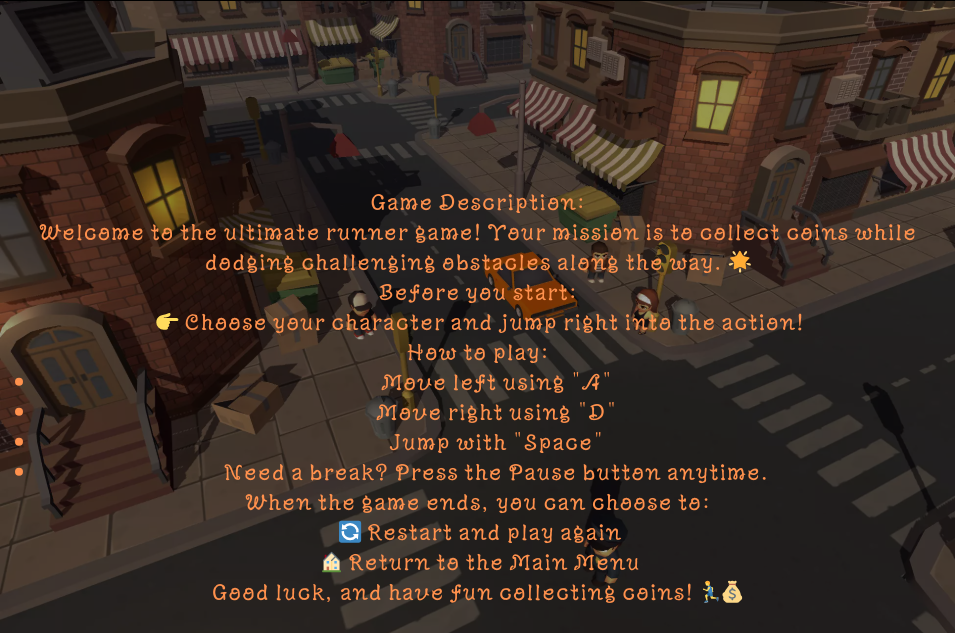 Game Description:
Welcome to the ultimate runner game! Your mission is to collect coins while
dodging challenging obstacles along the way. 🌟
Before you start:
👉 Choose your character and jump right into the action!
How to play:
• Move left using "A"
• Move right using "D"
• Jump with "Space"
• Need a break? Press the Pause button anytime.
When the game ends, you can choose to:
🔄 Restart and play again
🏠 Return to the Main Menu
Good luck, and have fun collecting coins! 🏃‍♂️💰